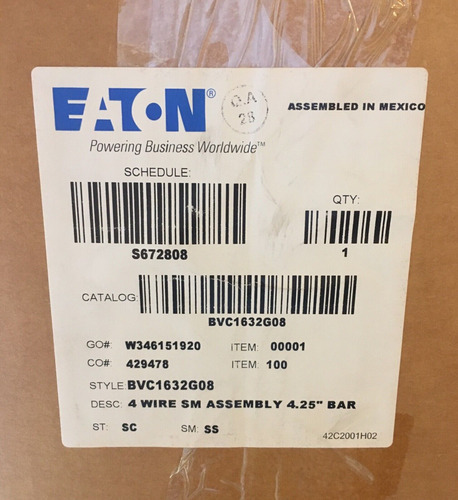 EATON
Powering Business Worldwide™
Q.A
28
ASSEMBLED IN MEXICO
SCHEDULE:
S672808
QTY:
1
CATALOG:
BVC1632G08
GO#: W346151920 ITEM: 00001
CO#: 429478 ITEM: 100
STYLE: BVC1632G08
DESC: 4 WIRE SM ASSEMBLY 4.25" BAR
ST: SC SM: SS
42C2001H02